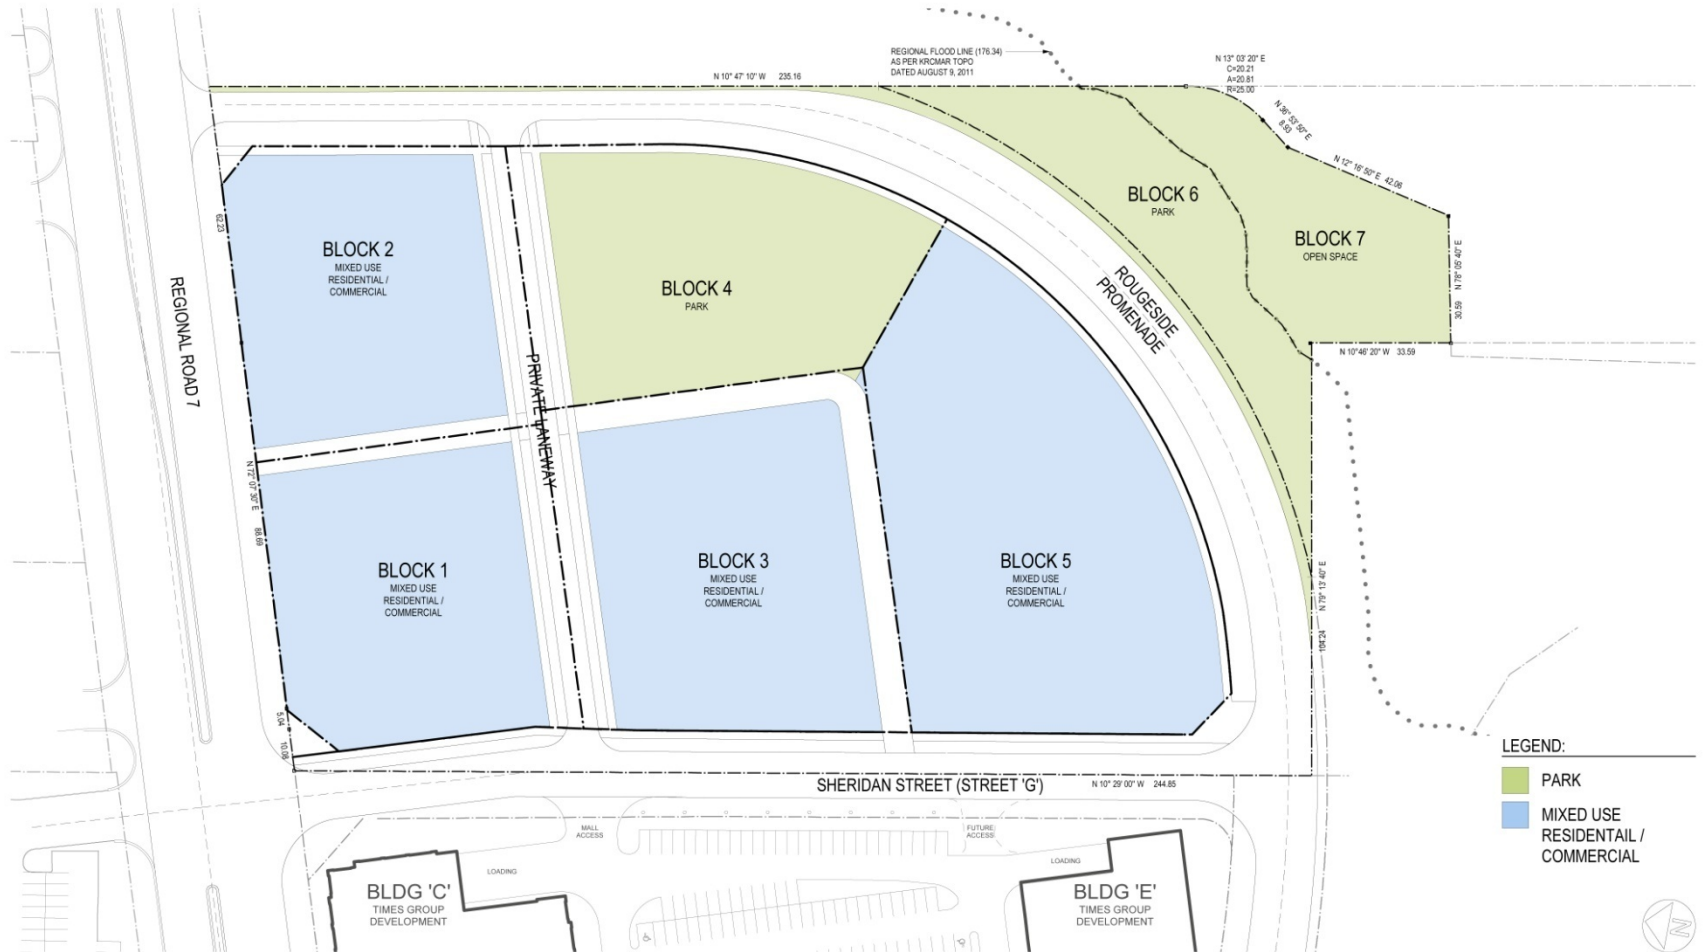 REGIONAL FLOOD LINE (176.34)
AS PER KRCMAR TOPO
DATED AUGUST 9, 2011
N 10° 47' 10" W 235.16
N 13° 03' 20" E
C=20.21
A=20.81
R=25.00
N 36° 53' 50" E
8.93
N 12° 16' 50" E 42.06
BLOCK 6
PARK
BLOCK 7
OPEN SPACE
30.59 N 78° 05' 40" E
N 10°46' 20" W 33.59
BLOCK 2
MIXED USE
RESIDENTIAL /
COMMERCIAL
62.23
BLOCK 4
PARK
ROUGESIDE
PROMENADE
REGIONAL ROAD 7
PRIVATE LANEWAY
N 72° 07' 30" E 88.69
BLOCK 1
MIXED USE
RESIDENTIAL /
COMMERCIAL
BLOCK 3
MIXED USE
RESIDENTIAL /
COMMERCIAL
BLOCK 5
MIXED USE
RESIDENTIAL /
COMMERCIAL
104.24 N 79° 13' 40" E
5.04
10.08
SHERIDAN STREET (STREET 'G')
N 10° 29' 00" W 244.85
LEGEND:
PARK
MIXED USE
RESIDENTAIL /
COMMERCIAL
MALL
ACCESS
FUTURE
ACCESS
LOADING
LOADING
BLDG 'C'
TIMES GROUP
DEVELOPMENT
BLDG 'E'
TIMES GROUP
DEVELOPMENT
N